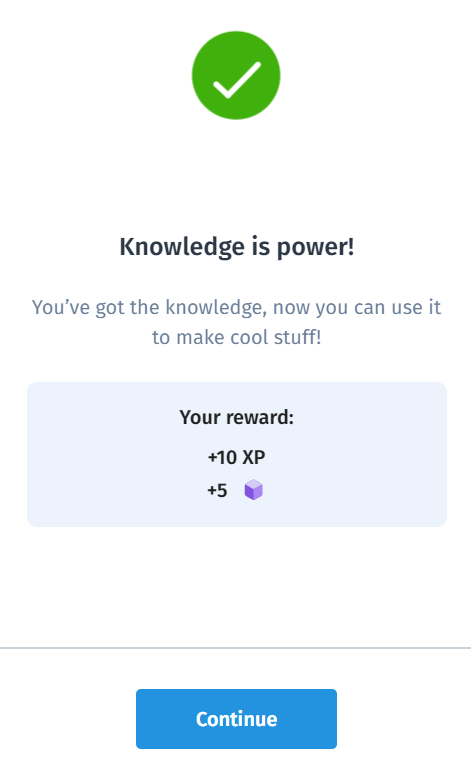 Knowledge is power!
You’ve got the knowledge, now you can use it
to make cool stuff!
Your reward:
+10 XP
+5
Continue